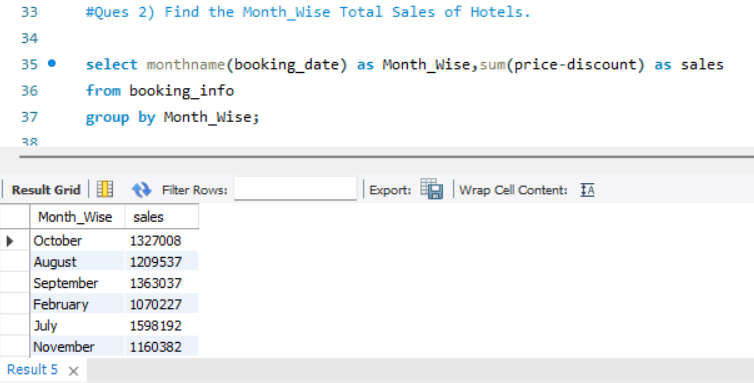 33 #Ques 2) Find the Month_Wise Total Sales of Hotels.
34
35 select monthname(booking_date) as Month_Wise,sum(price-discount) as sales
36 from booking_info
37 group by Month_Wise;
38
Result Grid Filter Rows: Export: Wrap Cell Content:
Month_Wise sales
October 1327008
August 1209537
September 1363037
February 1070227
July 1598192
November 1160382
Result 5